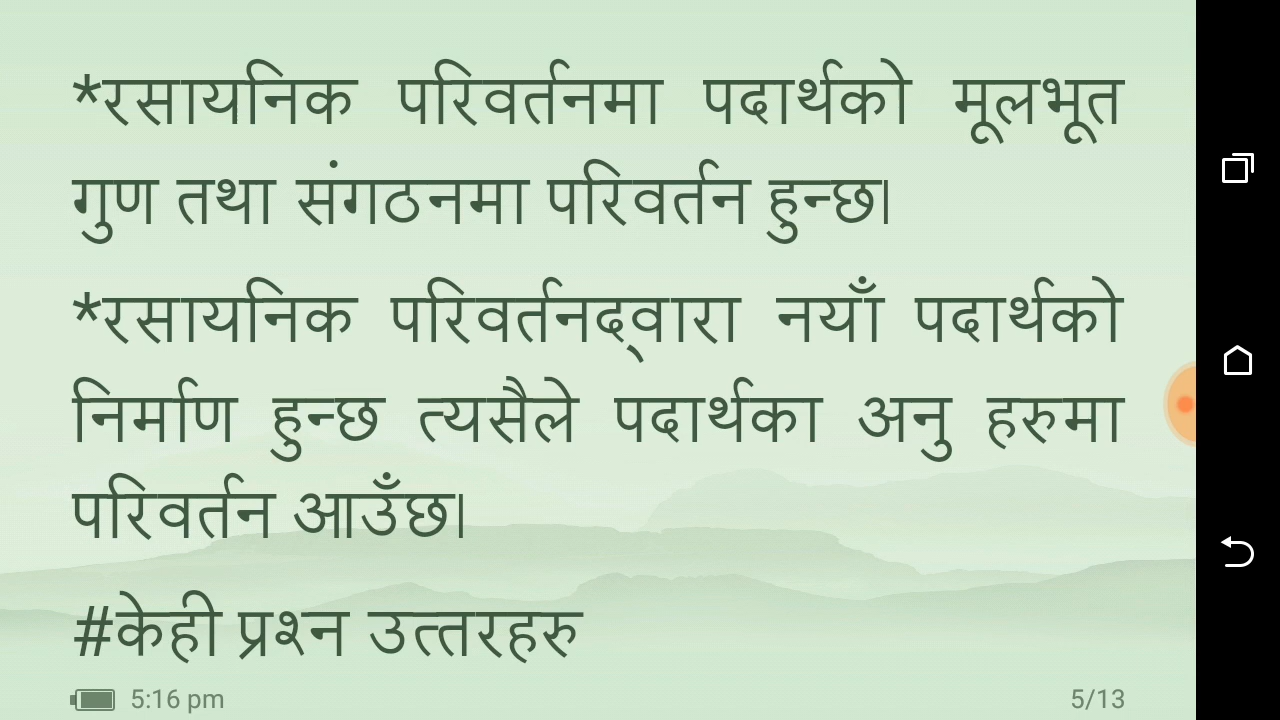 *रसायनिक परिवर्तनमा पदार्थको मूलभूत
गुण तथा संगठनमा परिवर्तन हुन्छ।
*रसायनिक परिवर्तनद्‌वारा नयाँ पदार्थको
निर्माण हुन्छ त्यसैले पदार्थका अनु हरुमा
परिवर्तन आउँछ।
#केही प्रश्न उत्तरहरु
5:16 pm 5/13